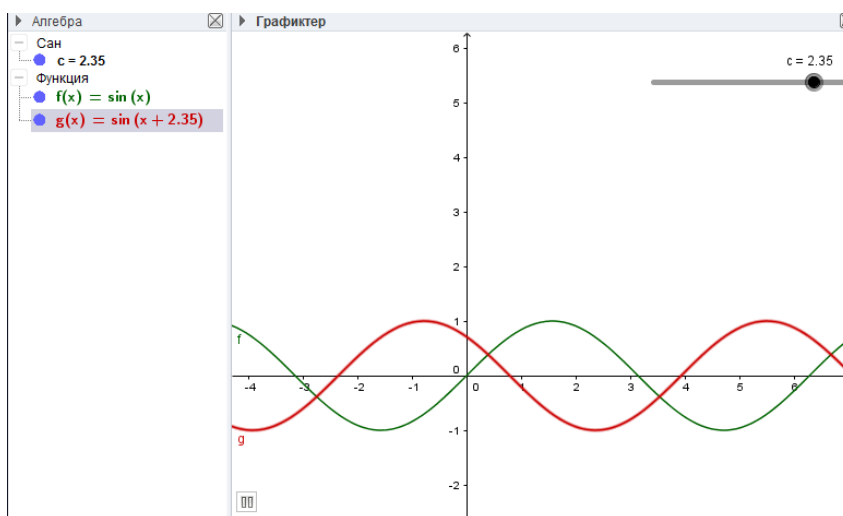 Алгебра
Сан
c = 2.35
Функция
f(x) = sin (x)
g(x) = sin (x + 2.35)
Графиктер
c = 2.35
6
5
4
3
2
1
0
-1
-2
-4 -3 -2 -1 0 1 2 3 4 5 6
f
g